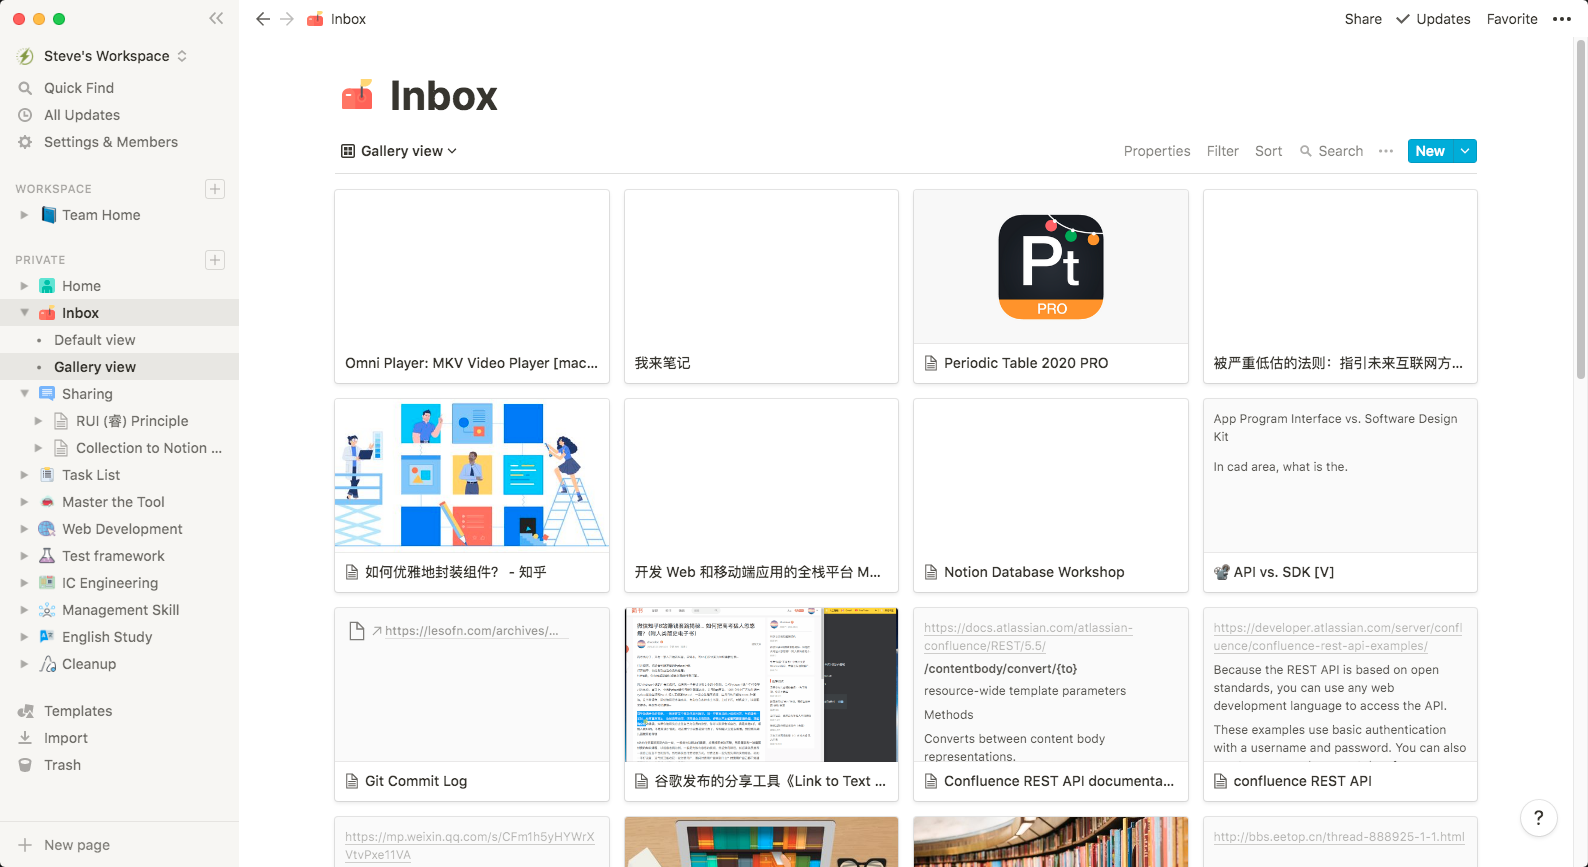 Inbox
Share
Updates
Favorite
Steve's Workspace
Quick Find
All Updates
Settings & Members
WORKSPACE
Team Home
PRIVATE
Home
Inbox
Default view
Gallery view
Sharing
RUI (睿) Principle
Collection to Notion ...
Task List
Master the Tool
Web Development
Test framework
IC Engineering
Management Skill
English Study
Cleanup
Templates
Import
Trash
New page
Inbox
Gallery view
Properties
Filter
Sort
Search
New
Omni Player: MKV Video Player [mac...
我来笔记
Pt
PRO
Periodic Table 2020 PRO
被严重低估的法则：指引未来互联网方...
如何优雅地封装组件？ - 知乎
开发 Web 和移动端应用的全栈平台 M...
Notion Database Workshop
App Program Interface vs. Software Design
Kit
In cad area, what is the.
API vs. SDK [V]
https://lesofn.com/archives/...
Git Commit Log
谷歌发布的分享工具《Link to Text ...
https://docs.atlassian.com/atlassian-
confluence/REST/5.5/
/contentbody/convert/{to}
resource-wide template parameters
Methods
Converts between content body
representations.
Confluence REST API documenta...
https://developer.atlassian.com/server/confl
uence/confluence-rest-api-examples/
Because the REST API is based on open
standards, you can use any web
development language to access the API.
These examples use basic authentication
with a username and password. You can also
confluence REST API
https://mp.weixin.qq.com/s/CFm1h5yHYWrX
VtvPxe11VA
http://bbs.eetop.cn/thread-888925-1-1.html
?